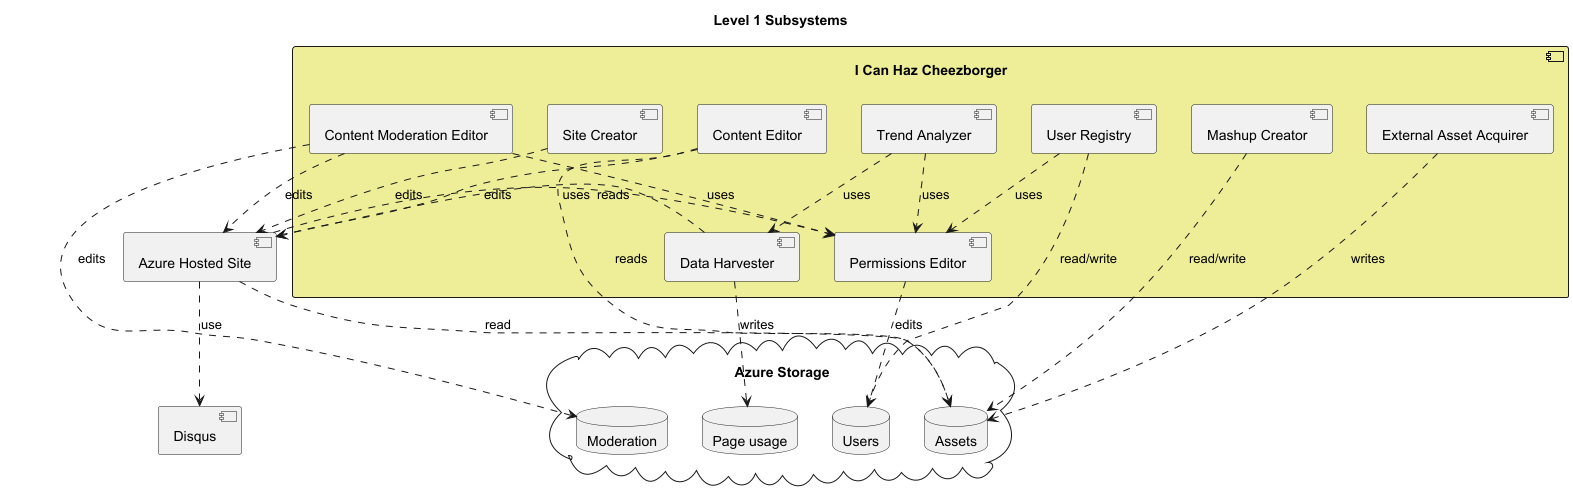 Level 1 Subsystems
I Can Haz Cheezborger
Content Moderation Editor
Site Creator
Content Editor
Trend Analyzer
User Registry
Mashup Creator
External Asset Acquirer
edits
edits
edits
uses
reads
uses
uses
uses
uses
edits
Azure Hosted Site
reads
Data Harvester
Permissions Editor
read/write
read/write
writes
use
read
writes
edits
Azure Storage
Disqus
Moderation
Page usage
Users
Assets